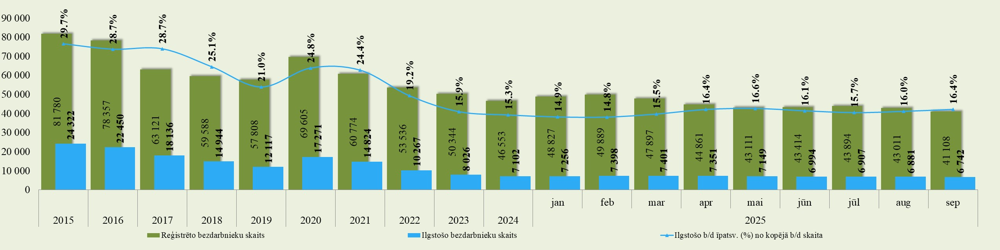 90 000
80 000
70 000
60 000
50 000
40 000
30 000
20 000
10 000
0
29.7% 28.7% 28.7% 25.1% 21.0% 24.8% 24.4% 19.2% 15.9% 15.3% 14.9% 14.8% 15.5% 16.4% 16.6% 16.1% 15.7% 16.0% 16.4%
81 780 78 357 63 121 59 588 57 808 69 605 60 774 53 536 50 344 46 553 48 827 49 889 47 897 44 861 43 111 43 414 43 894 43 011 41 108
24 322 22 450 18 136 14 944 12 117 17 271 14 824 10 267 8 026 7 102 7 256 7 398 7 401 7 351 7 149 6 994 6 907 6 881 6 742
jan feb mar apr mai jūn jūl aug sep
2015 2016 2017 2018 2019 2020 2021 2022 2023 2024 2025
Reģistrēto bezdarbnieku skaits Ilgstošo bezdarbnieku skaits Ilgstošo b/d īpatsv. (%) no kopējā b/d skaita